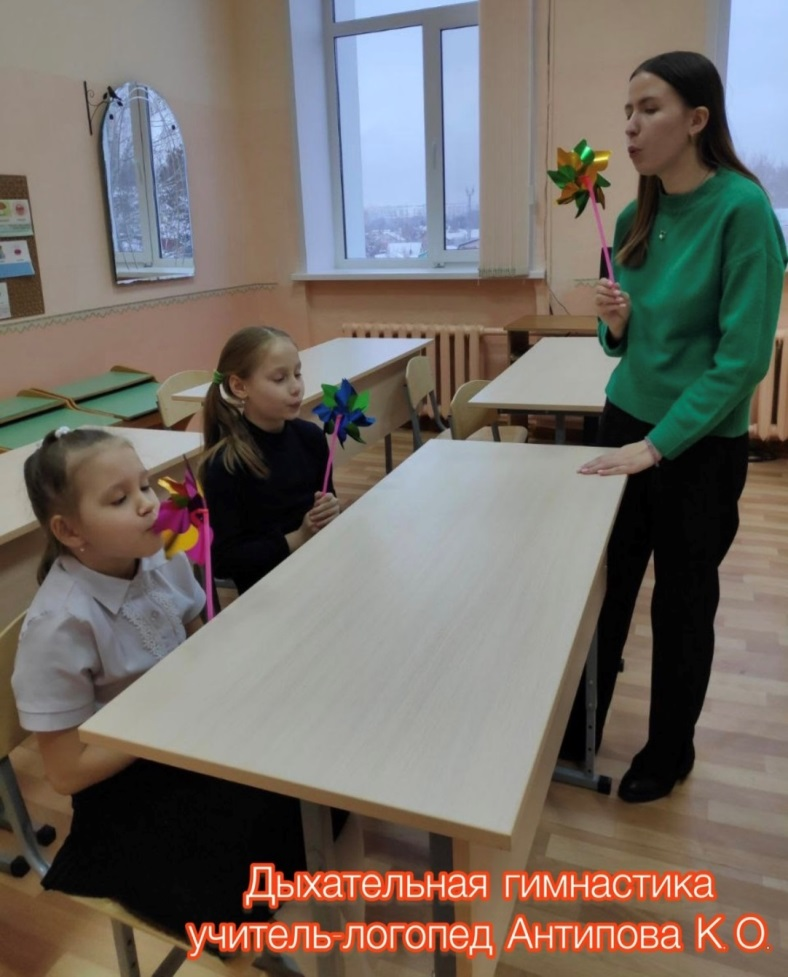 Дыхательная гимнастика
учитель-логопед Антипова К. О.